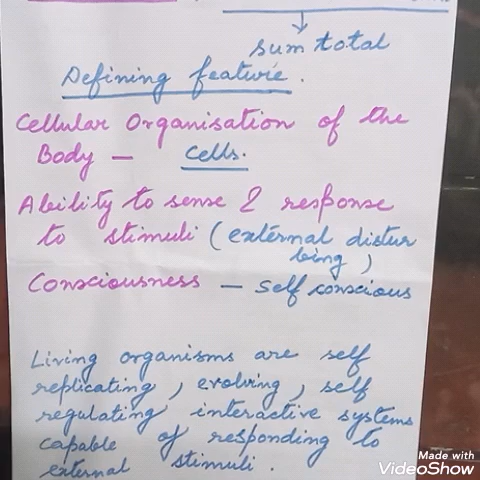 sum total
Defining feature.
Cellular Organisation of the
Body - Cells.
Ability to sense & response
to stimuli (external distur
bing)
Consciousness - Self conscious
Living organisms are self
replicating, evolving, self
regulating interactive systems
capable of responding to
external stimuli.
Made with
VideoShow